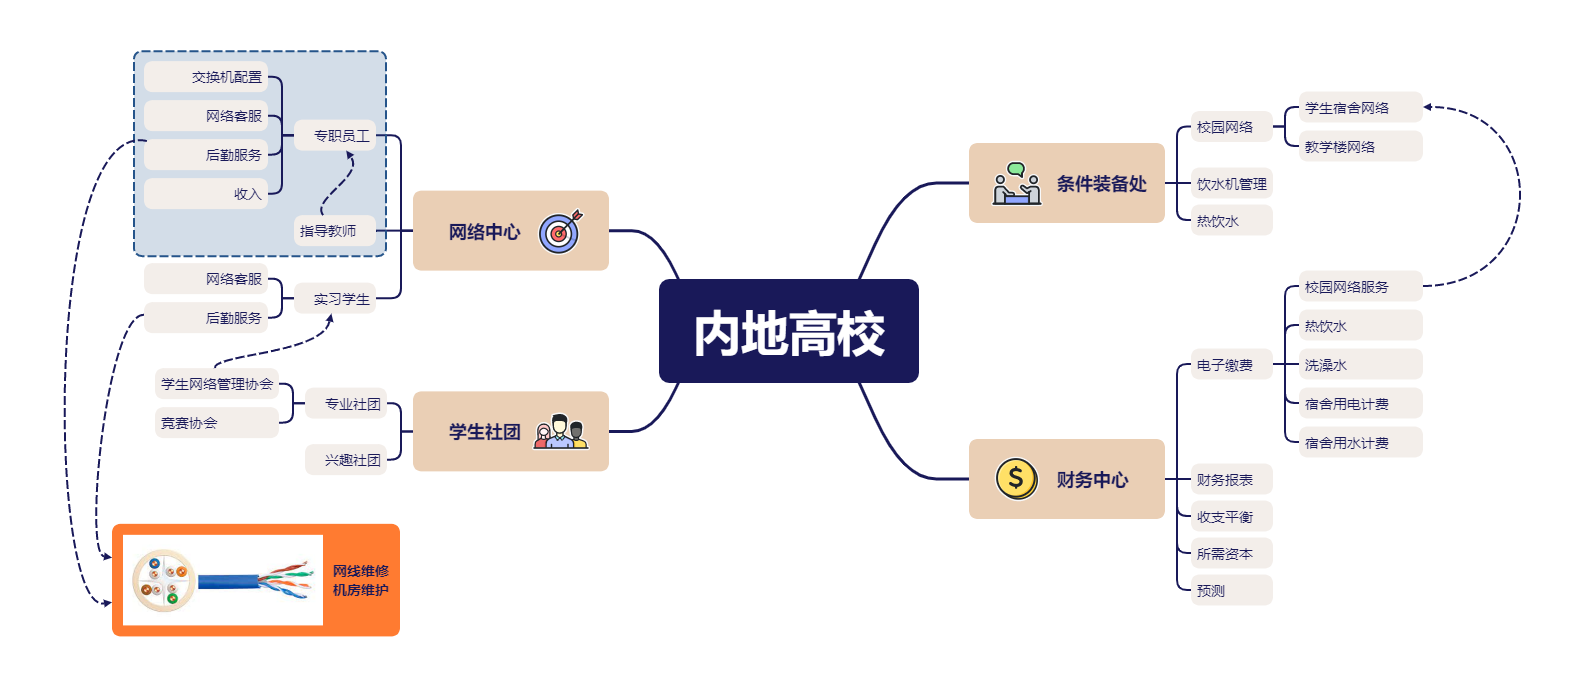 内地高校
网络中心
专职员工
交换机配置
网络客服
后勤服务
收入
指导教师
实习学生
网络客服
后勤服务
学生社团
专业社团
学生网络管理协会
竟赛协会
兴趣社团
网线维修
机房维护
条件装备处
校园网络
学生宿舍网络
教学楼网络
饮水机管理
热饮水
财务中心
电子缴费
校园网络服务
热饮水
洗澡水
宿舍用电计费
宿舍用水计费
财务报表
收支平衡
所需资本
预测